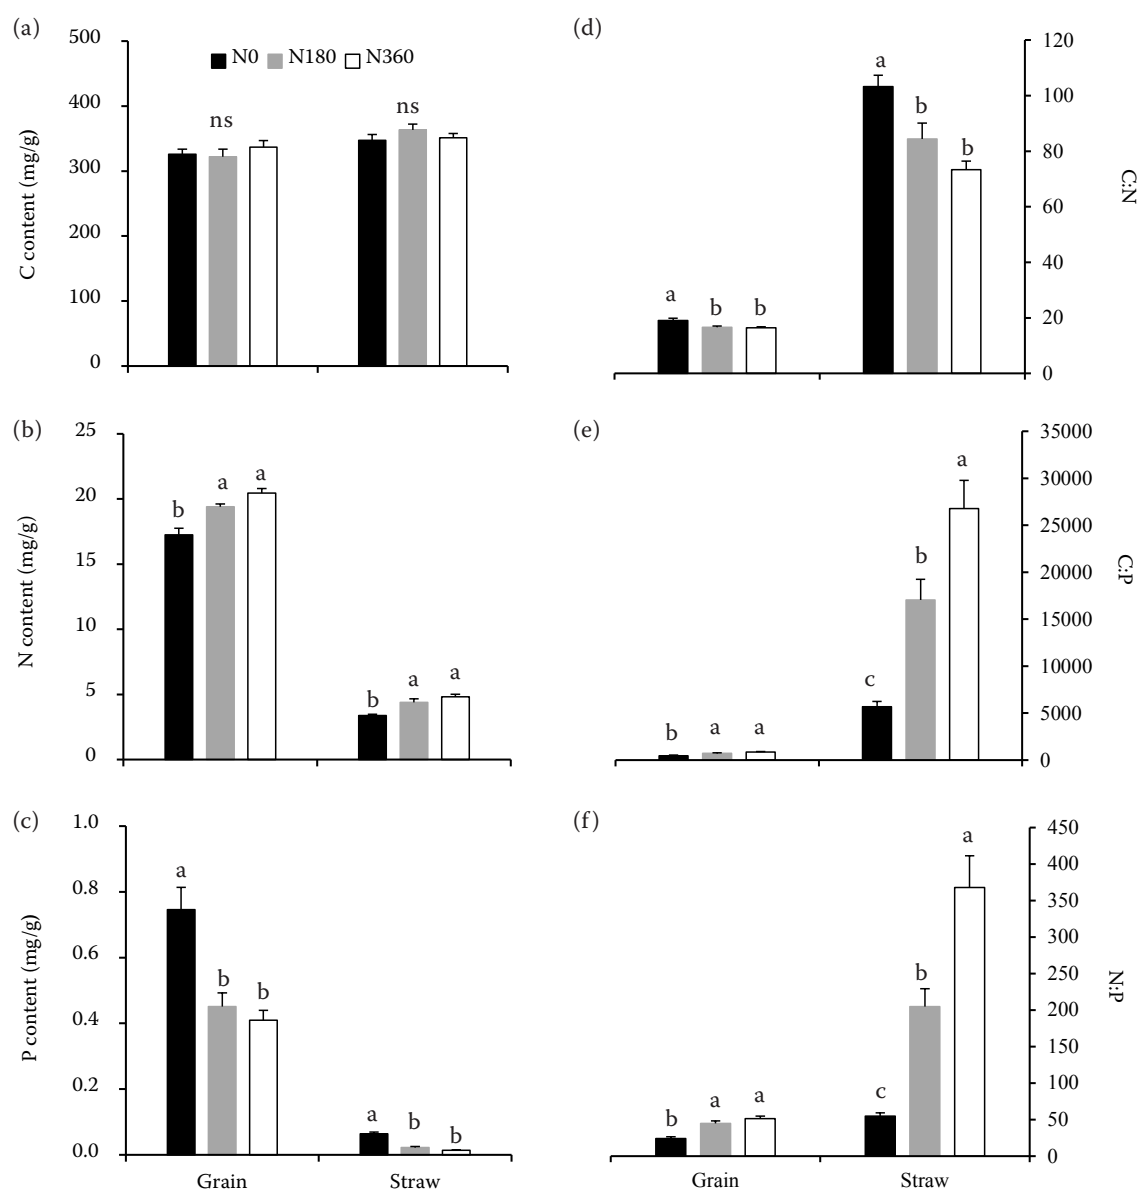 (a)
500
400
300
200
100
0
C content (mg/g)
N0 N180 N360
ns
ns
(d)
120
100
80
60
40
20
0
C:N
a
b
b
a
b
b
(b)
25
20
15
10
5
0
N content (mg/g)
b
a
a
b
a
a
(e)
35000
30000
25000
20000
15000
10000
5000
0
C:P
b
a
a
c
b
a
(c)
1.0
0.8
0.6
0.4
0.2
0.0
P content (mg/g)
a
b
b
a
b
b
Grain Straw
(f)
450
400
350
300
250
200
150
100
50
0
N:P
b
a
a
c
b
a
Grain Straw